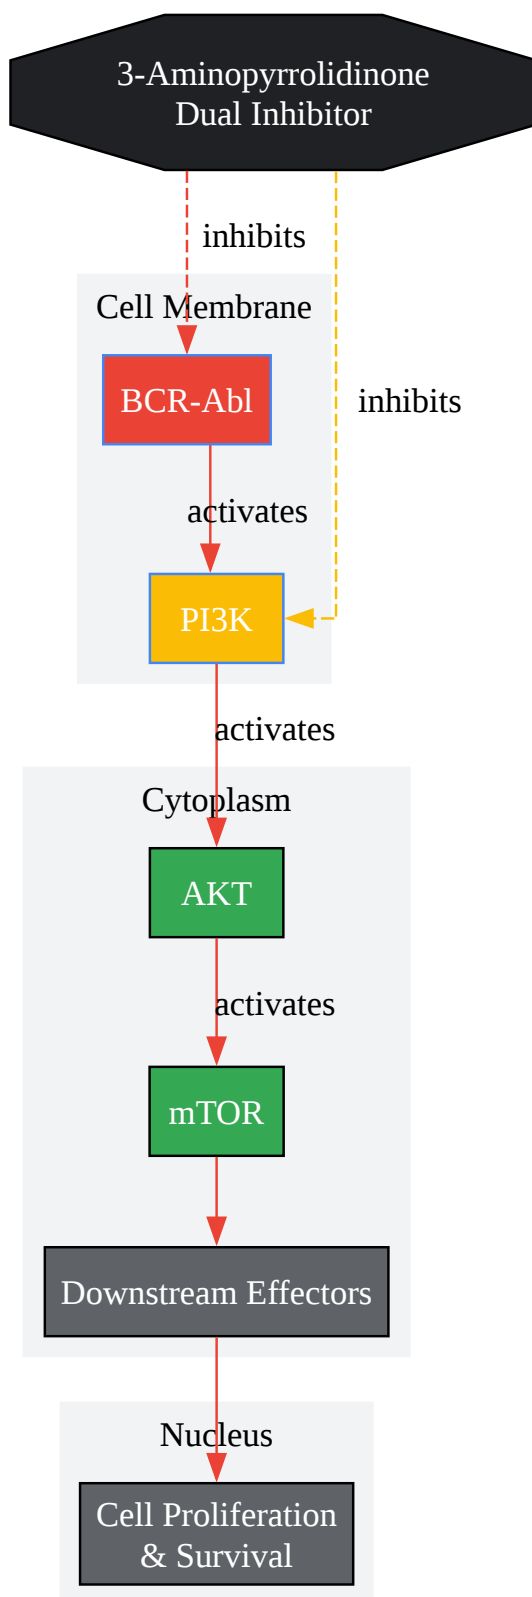 3-Aminopyrrolidinone
Dual Inhibitor
inhibits
Cell Membrane
BCR-Abl
inhibits
activates
PI3K
activates
Cytoplasm
AKT
activates
mTOR
Downstream Effectors
Nucleus
Cell Proliferation
& Survival